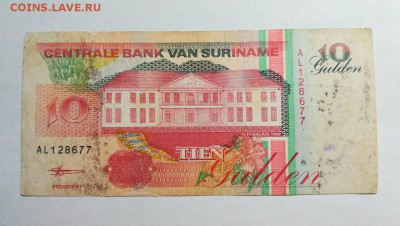 COINS.LAVE.RU
CENTRALE BANK VAN SURINAME
10
Gulden
AL128677
10
AL128677
TIEN
Gulden